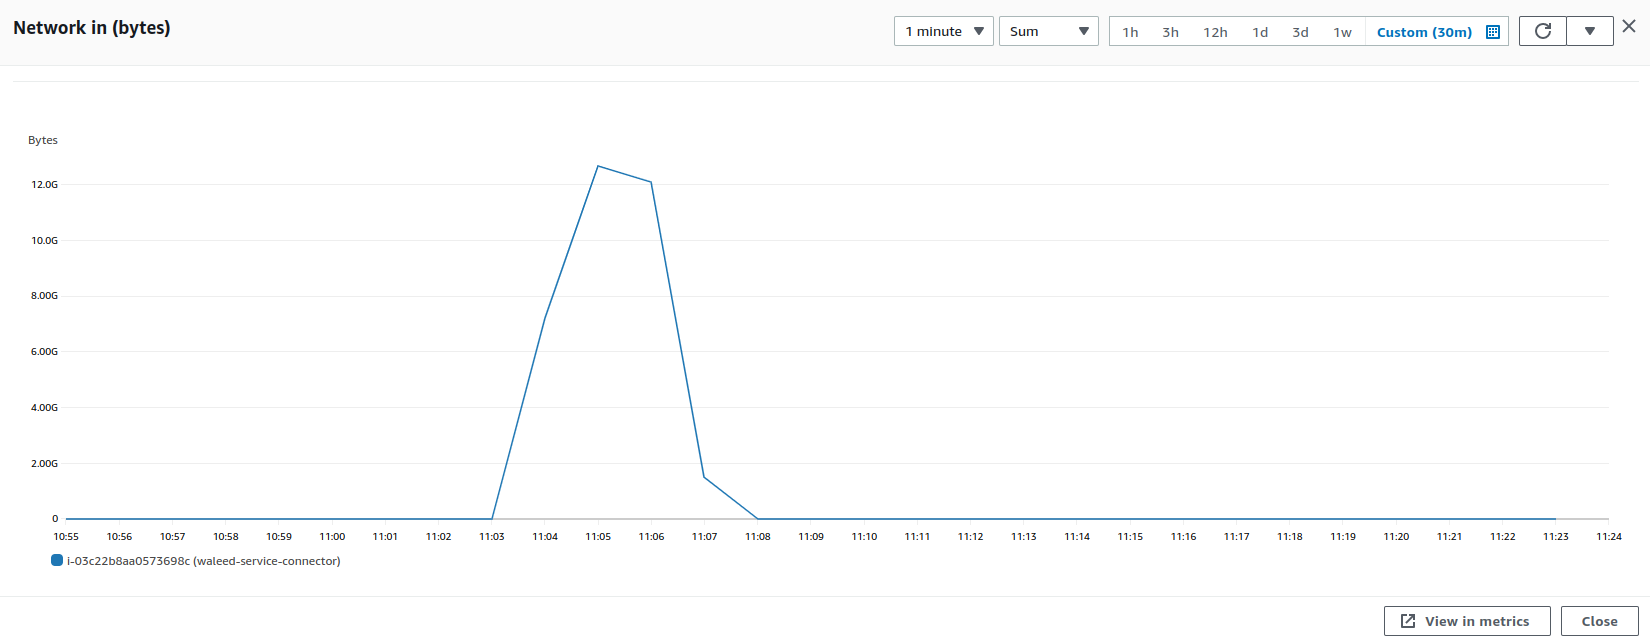 Network in (bytes)
1 minute
Sum
1h 3h 12h 1d 3d 1w Custom (30m)
Bytes
12.0G
10.0G
8.00G
6.00G
4.00G
2.00G
0
10:55 10:56 10:57 10:58 10:59 11:00 11:01 11:02 11:03 11:04 11:05 11:06 11:07 11:08 11:09 11:10 11:11 11:12 11:13 11:14 11:15 11:16 11:17 11:18 11:19 11:20 11:21 11:22 11:23 11:24
i-03c22b8aa0573698c (waleed-service-connector)
View in metrics
Close